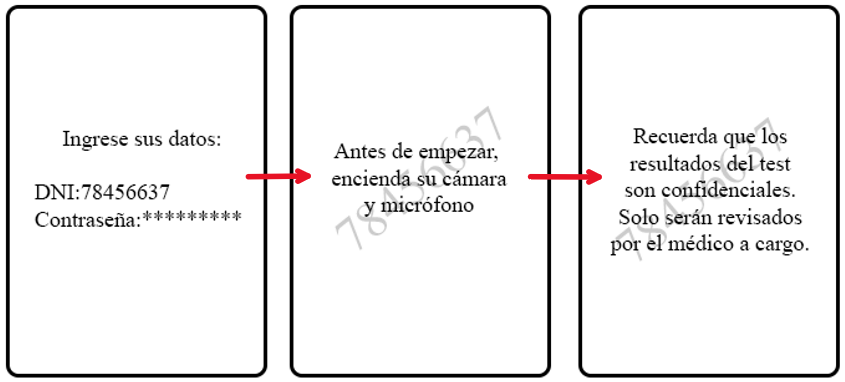 Ingrese sus datos:
DNI:78456637
Contraseña:*********
Antes de empezar,
encienda su cámara
y micrófono
78456637
Recuerda que los
resultados del test
son confidenciales.
Solo serán revisados
por el médico a cargo.
78456637